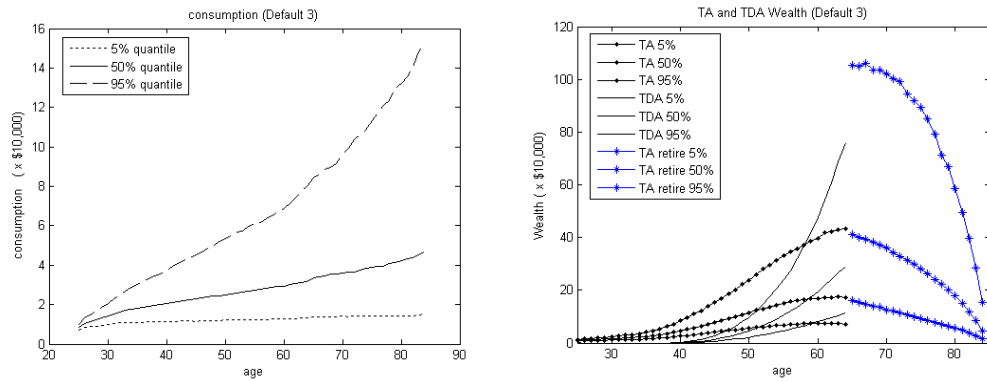 consumption (Default 3)
16
14
12
10
8
6
4
2
0
consumption ( x $10,000)
5% quantile
50% quantile
95% quantile
20
30
40
50
60
70
80
90
age
TA and TDA Wealth (Default 3)
120
100
80
60
40
20
0
Wealth ( x $10,000)
TA 5%
TA 50%
TA 95%
TDA 5%
TDA 50%
TDA 95%
TA retire 5%
TA retire 50%
TA retire 95%
30
40
50
60
70
80
age